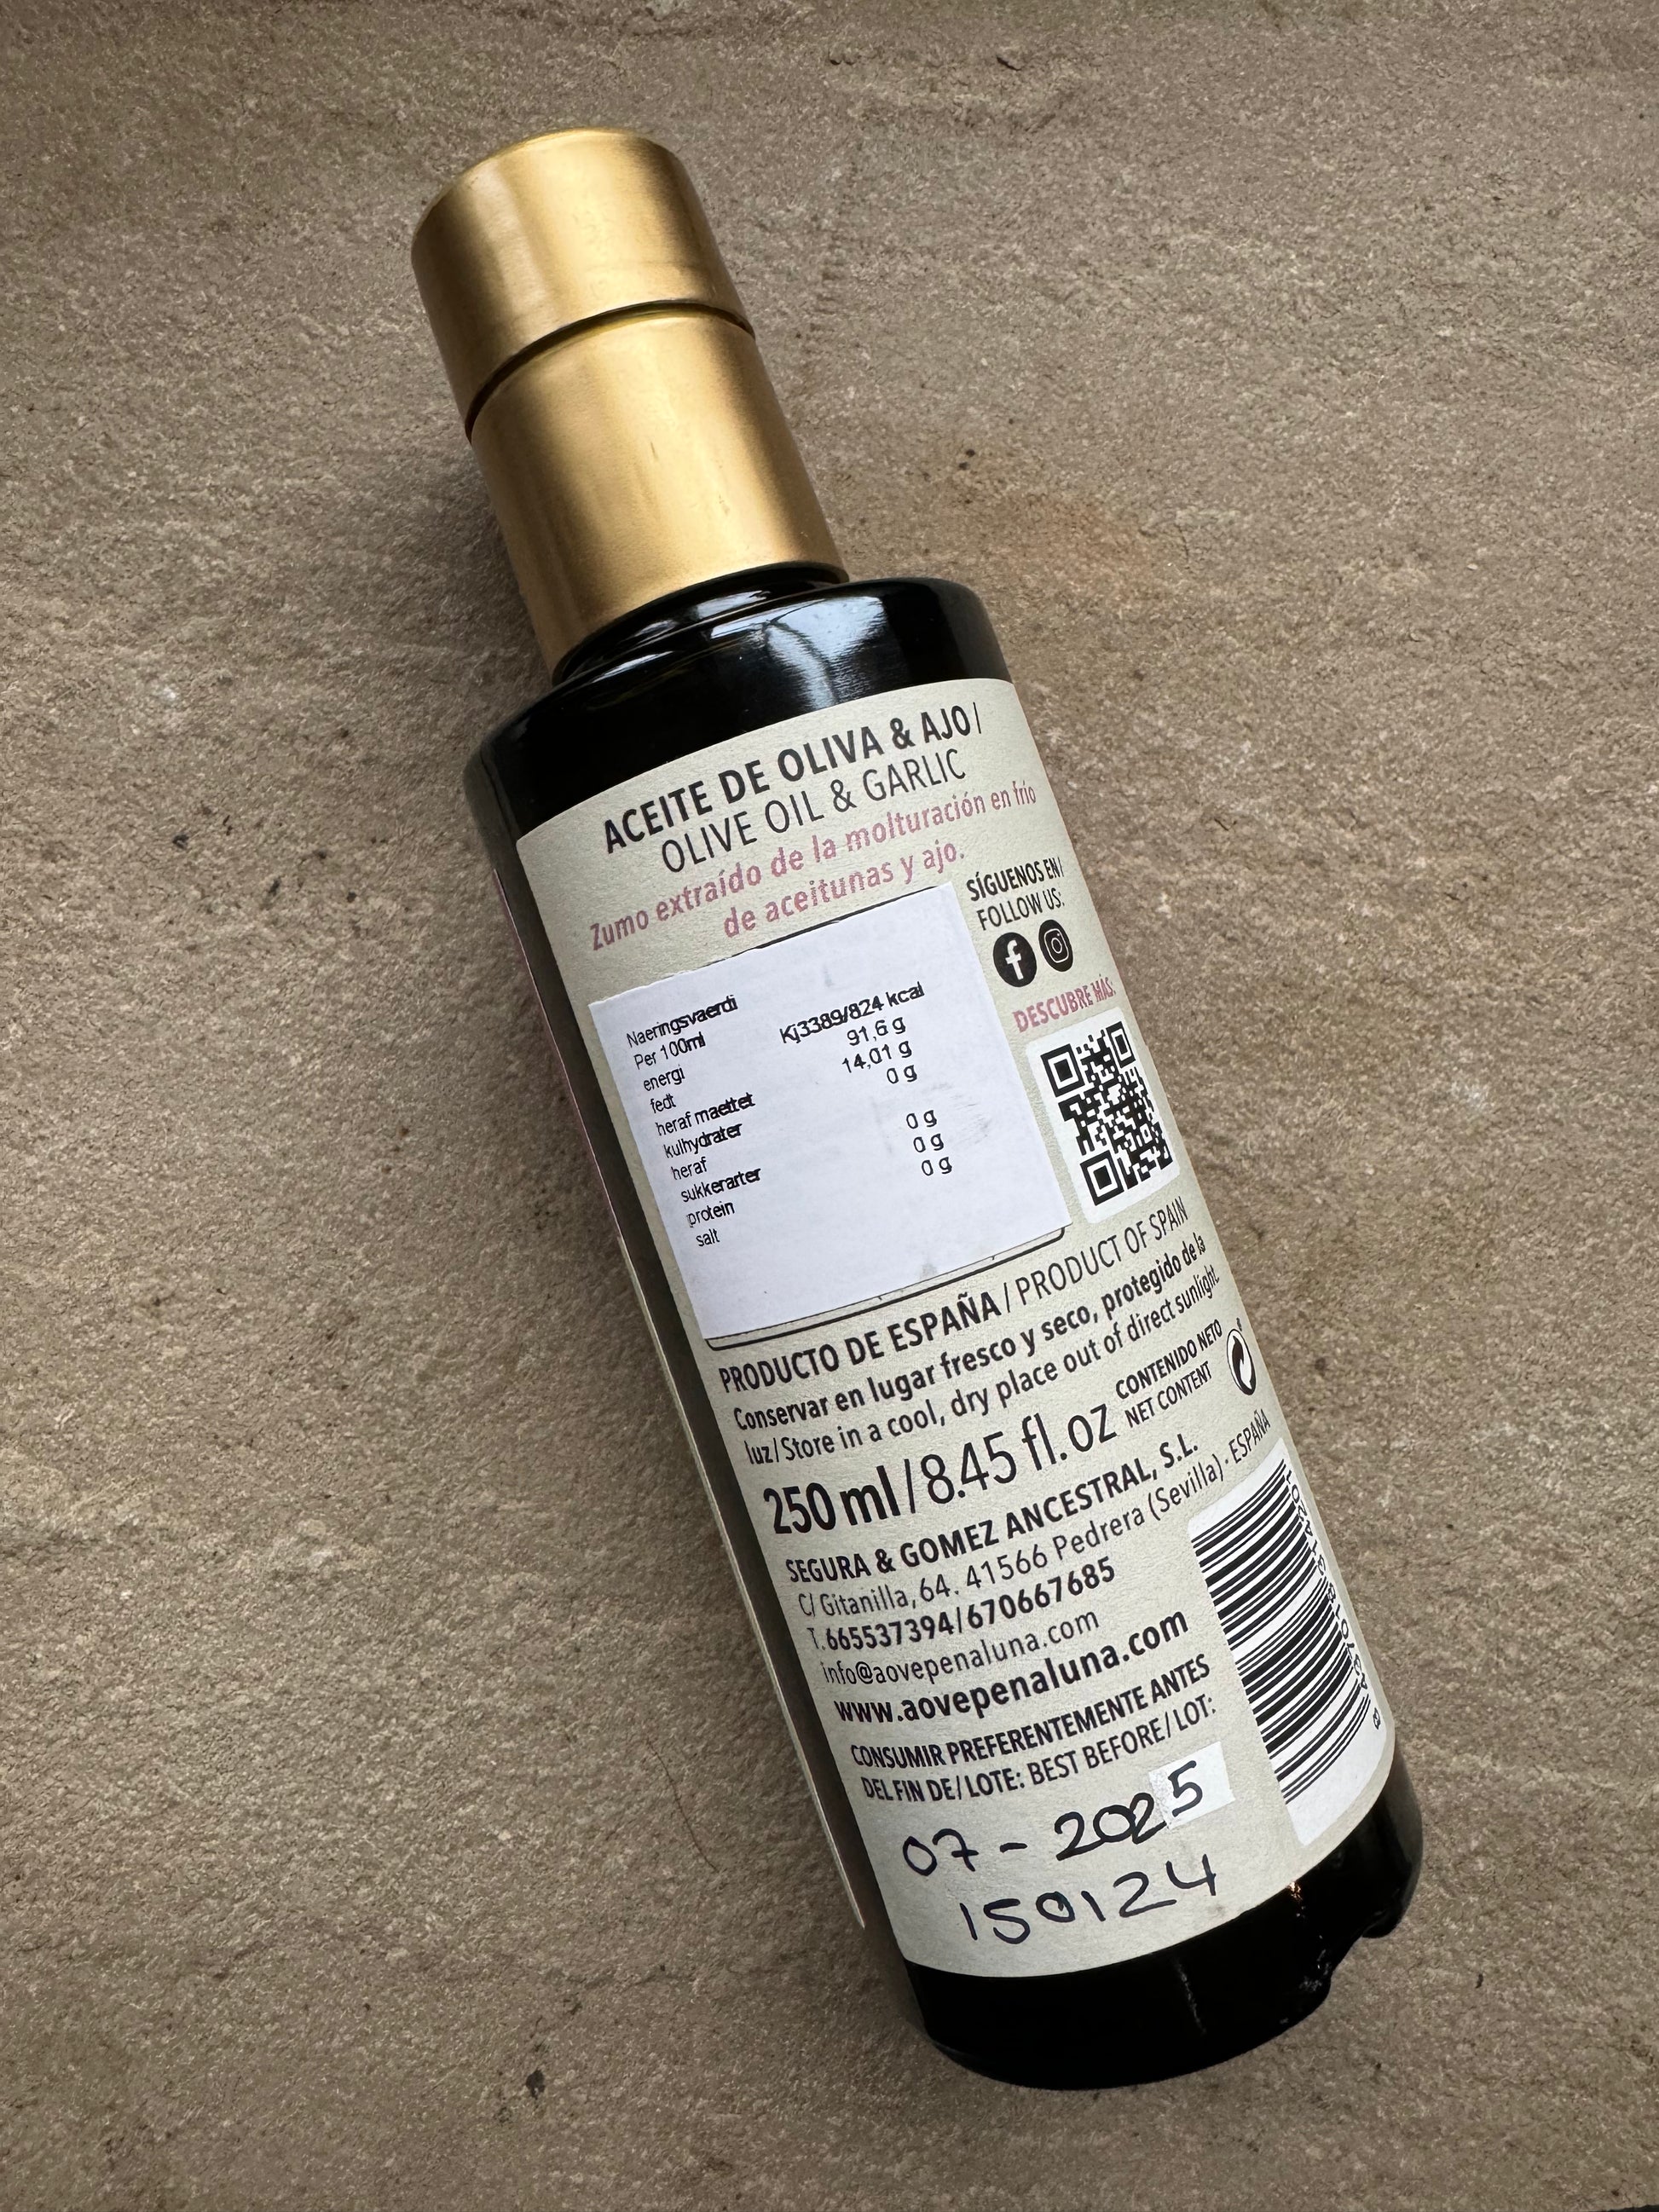 ACEITE DE OLIVA & AJO /
OLIVE OIL & GARLIC
Zumo extraído de la molturación en frío
de aceitunas y ajo.
SÍGUENOS EN /
FOLLOW US:
f
DESCUBRE MÁS:
Naeringsvaerdi
Per 100ml
energi
fedt
heraf maettet
kulhydrater
heraf
sukkerarter
protein
salt
Kj3389/824 kcal
91,6 g
14,01 g
0 g
0 g
0 g
0 g
PRODUCTO DE ESPAÑA / PRODUCT OF SPAIN
Conservar en lugar fresco y seco, protegido de la
luz / Store in a cool, dry place out of direct sunlight.
250 ml / 8.45 fl.oz
CONTENIDO NETO
NET CONTENT
SEGURA & GOMEZ ANCESTRAL, S.L.
C/ Gitanilla, 64. 41566 Pedrera (Sevilla) · ESPAÑA
T. 665537394/670667685
info@aovepenaluna.com
www.aovepenaluna.com
CONSUMIR PREFERENTEMENTE ANTES
DEL FIN DE / LOTE: BEST BEFORE / LOT:
07 - 2025
150124